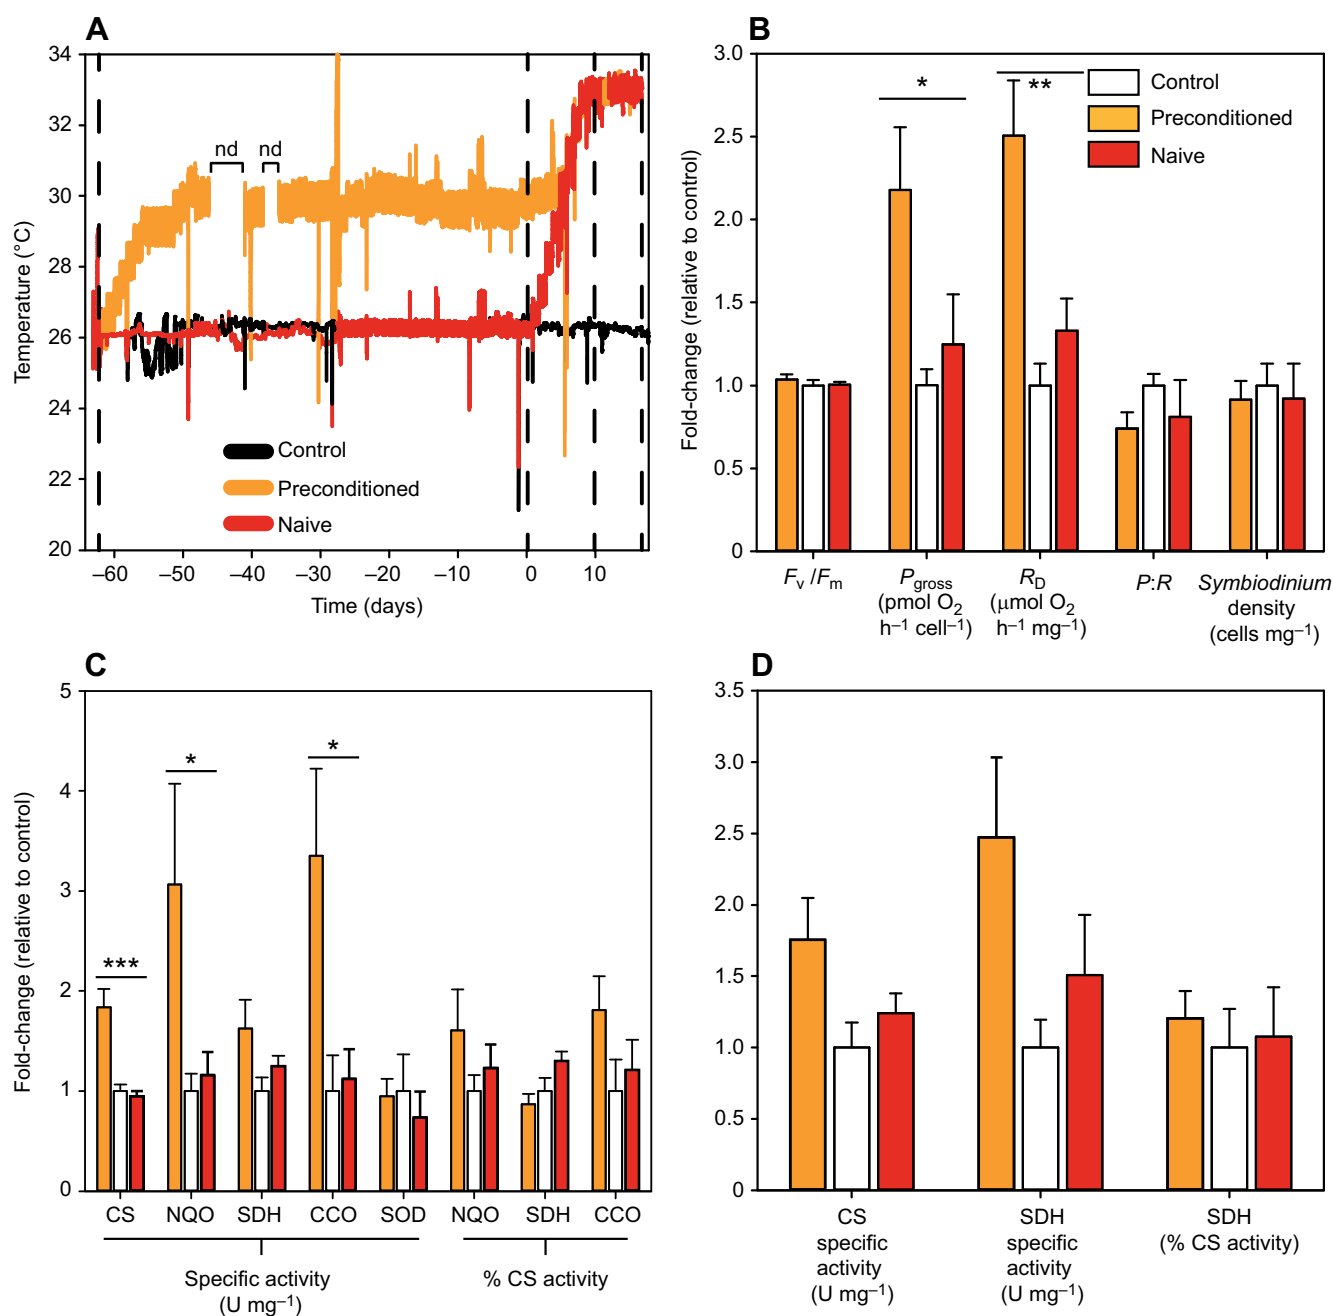 A
34
32
30
28
26
24
22
20
Temperature (°C)
nd
nd
Control
Preconditioned
Naive
–60
–50
–40
–30
–20
–10
0
10
Time (days)
B
3.0
2.5
2.0
1.5
1.0
0.5
0
Fold-change (relative to control)
*
**
Control
Preconditioned
Naive
Fv /Fm
Pgross
(pmol O2
h–1 cell–1)
RD
(μmol O2
h–1 mg–1)
P:R
Symbiodinium
density
(cells mg–1)
C
5
4
3
2
1
0
Fold-change (relative to control)
***
*
*
CS
NQO
SDH
CCO
SOD
NQO
SDH
CCO
Specific activity
(U mg–1)
% CS activity
D
3.5
3.0
2.5
2.0
1.5
1.0
0.5
0
CS
specific
activity
(U mg–1)
SDH
specific
activity
(U mg–1)
SDH
(% CS activity)